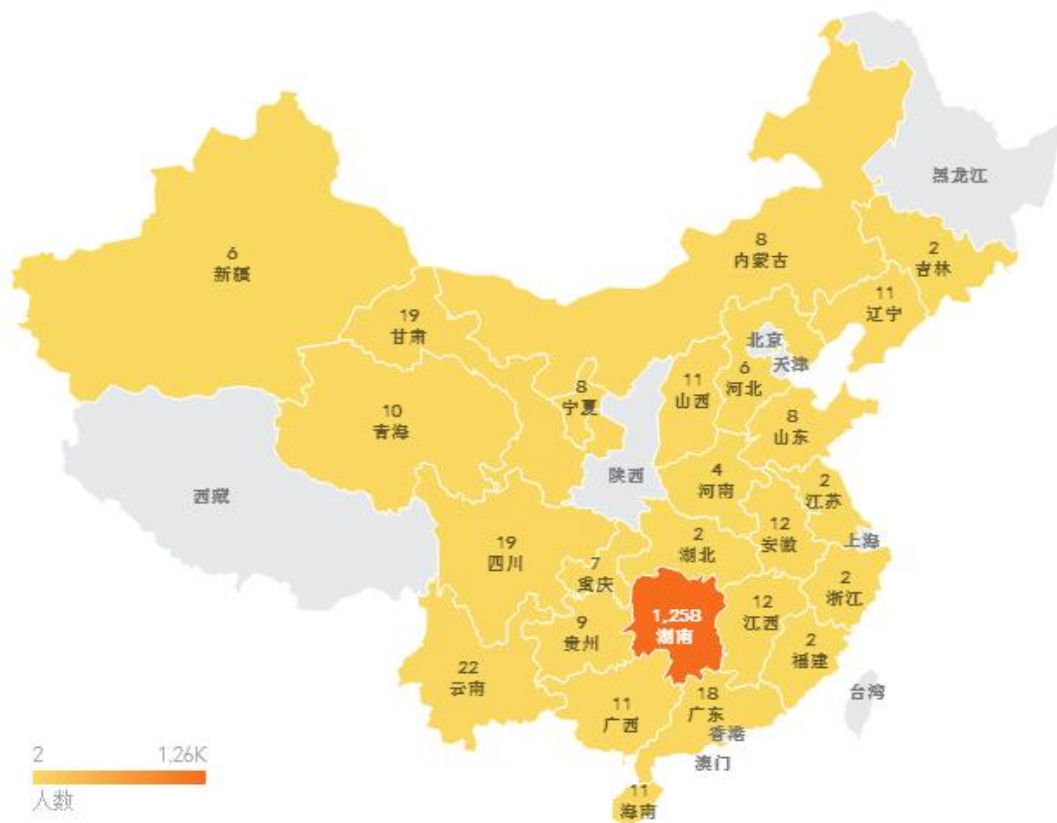 黑龙江
8
内蒙古
2
吉林
6
新疆
11
辽宁
19
甘肃
北京
天津
6
河北
11
山西
8
宁夏
10
青海
8
山东
陕西
4
河南
2
江苏
西藏
12
安徽
2
湖北
上海
19
四川
7
重庆
2
浙江
1,258
湖南
12
江西
9
贵州
2
福建
22
云南
18
广东
11
广西
台湾
香港
澳门
11
海南
2 1.26K
人数